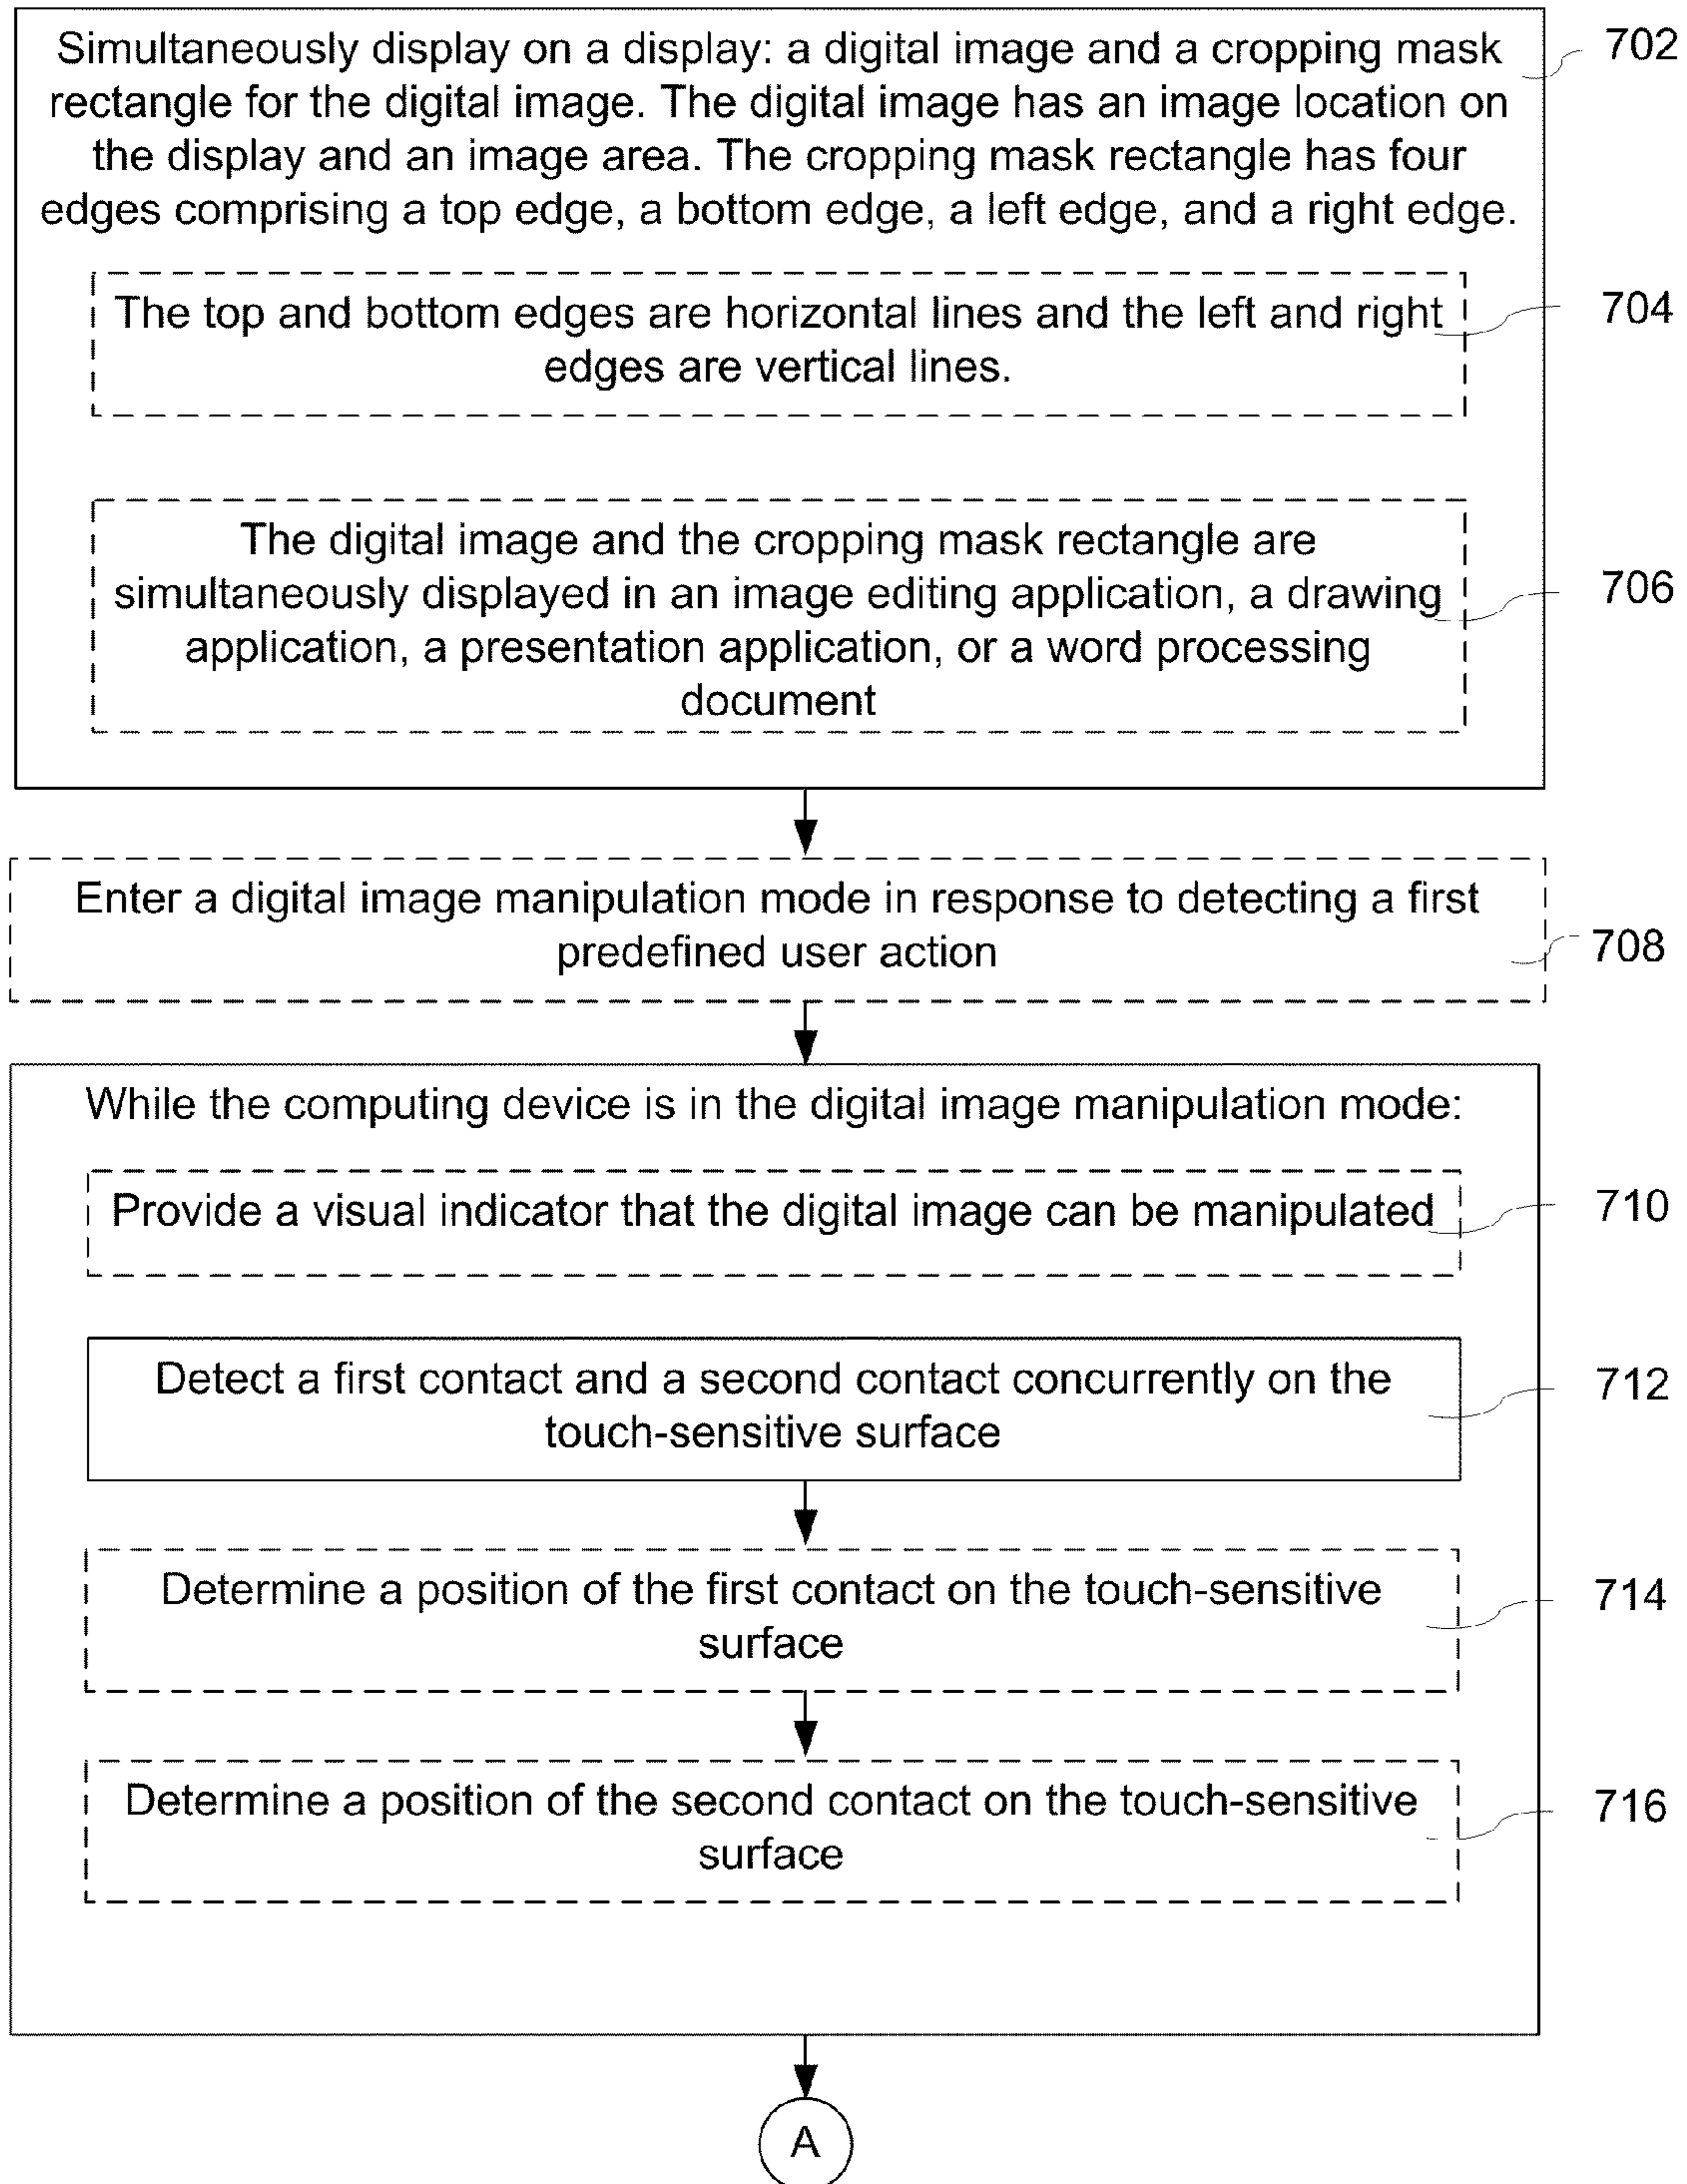 Simultaneously display on a display: a digital image and a cropping mask
rectangle for the digital image. The digital image has an image location on
the display and an image area. The cropping mask rectangle has four
edges comprising a top edge, a bottom edge, a left edge, and a right edge.
702
The top and bottom edges are horizontal lines and the left and right
edges are vertical lines.
704
The digital image and the cropping mask rectangle are
simultaneously displayed in an image editing application, a drawing
application, a presentation application, or a word processing
document
706
Enter a digital image manipulation mode in response to detecting a first
predefined user action
708
While the computing device is in the digital image manipulation mode:
Provide a visual indicator that the digital image can be manipulated
710
Detect a first contact and a second contact concurrently on the
touch-sensitive surface
712
Determine a position of the first contact on the touch-sensitive
surface
714
Determine a position of the second contact on the touch-sensitive
surface
716
A